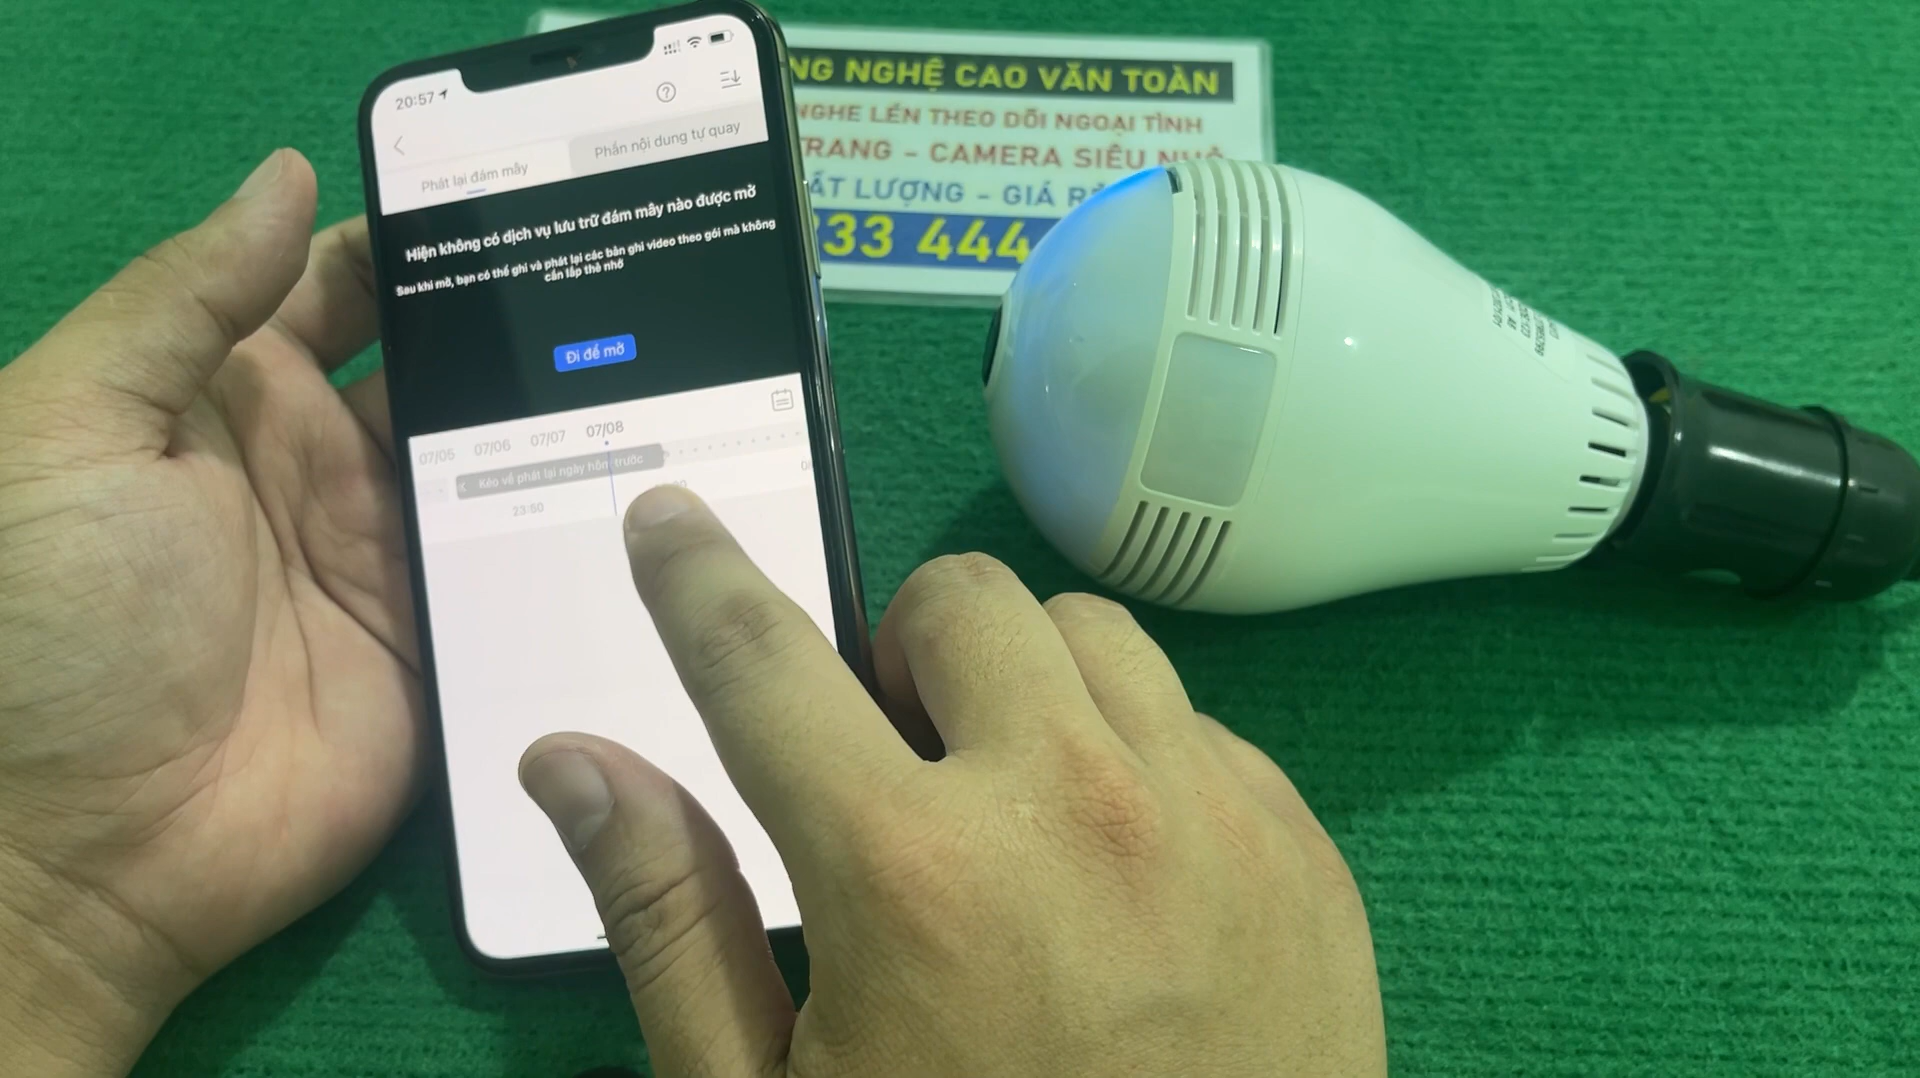 20:57
Phát lại đám mây
Phần nội dung tự quay
Hiện không có dịch vụ lưu trữ đám mây nào được mở
Sau khi mở, bạn có thể ghi và phát lại các bản ghi video theo gói mà không
cần lắp thẻ nhớ
Đi để mở
07/05 07/06 07/07 07/08
Kéo về phát lại ngày hôm trước
23:50
NG NGHỆ CAO VĂN TOÀN
NGHE LÉN THEO DÕI NGOẠI TÌNH
TRANG - CAMERA SIÊU NHỎ
ẤT LƯỢNG - GIÁ R
333 444